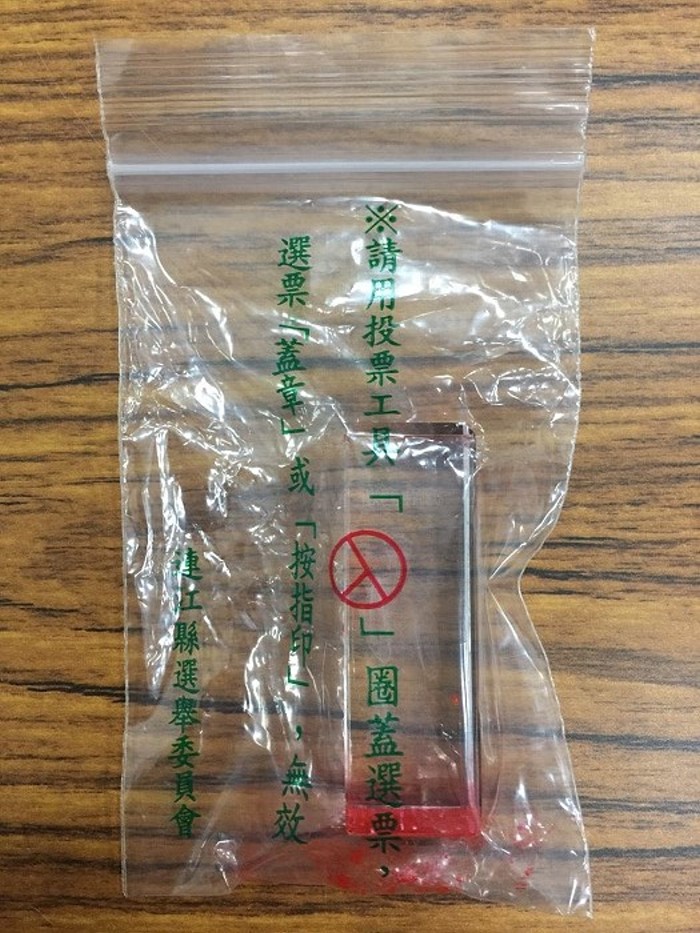 ※請用投票工具「」圈蓋選票，
選票「蓋章」或「按指印」，無效
連江縣選舉委員會